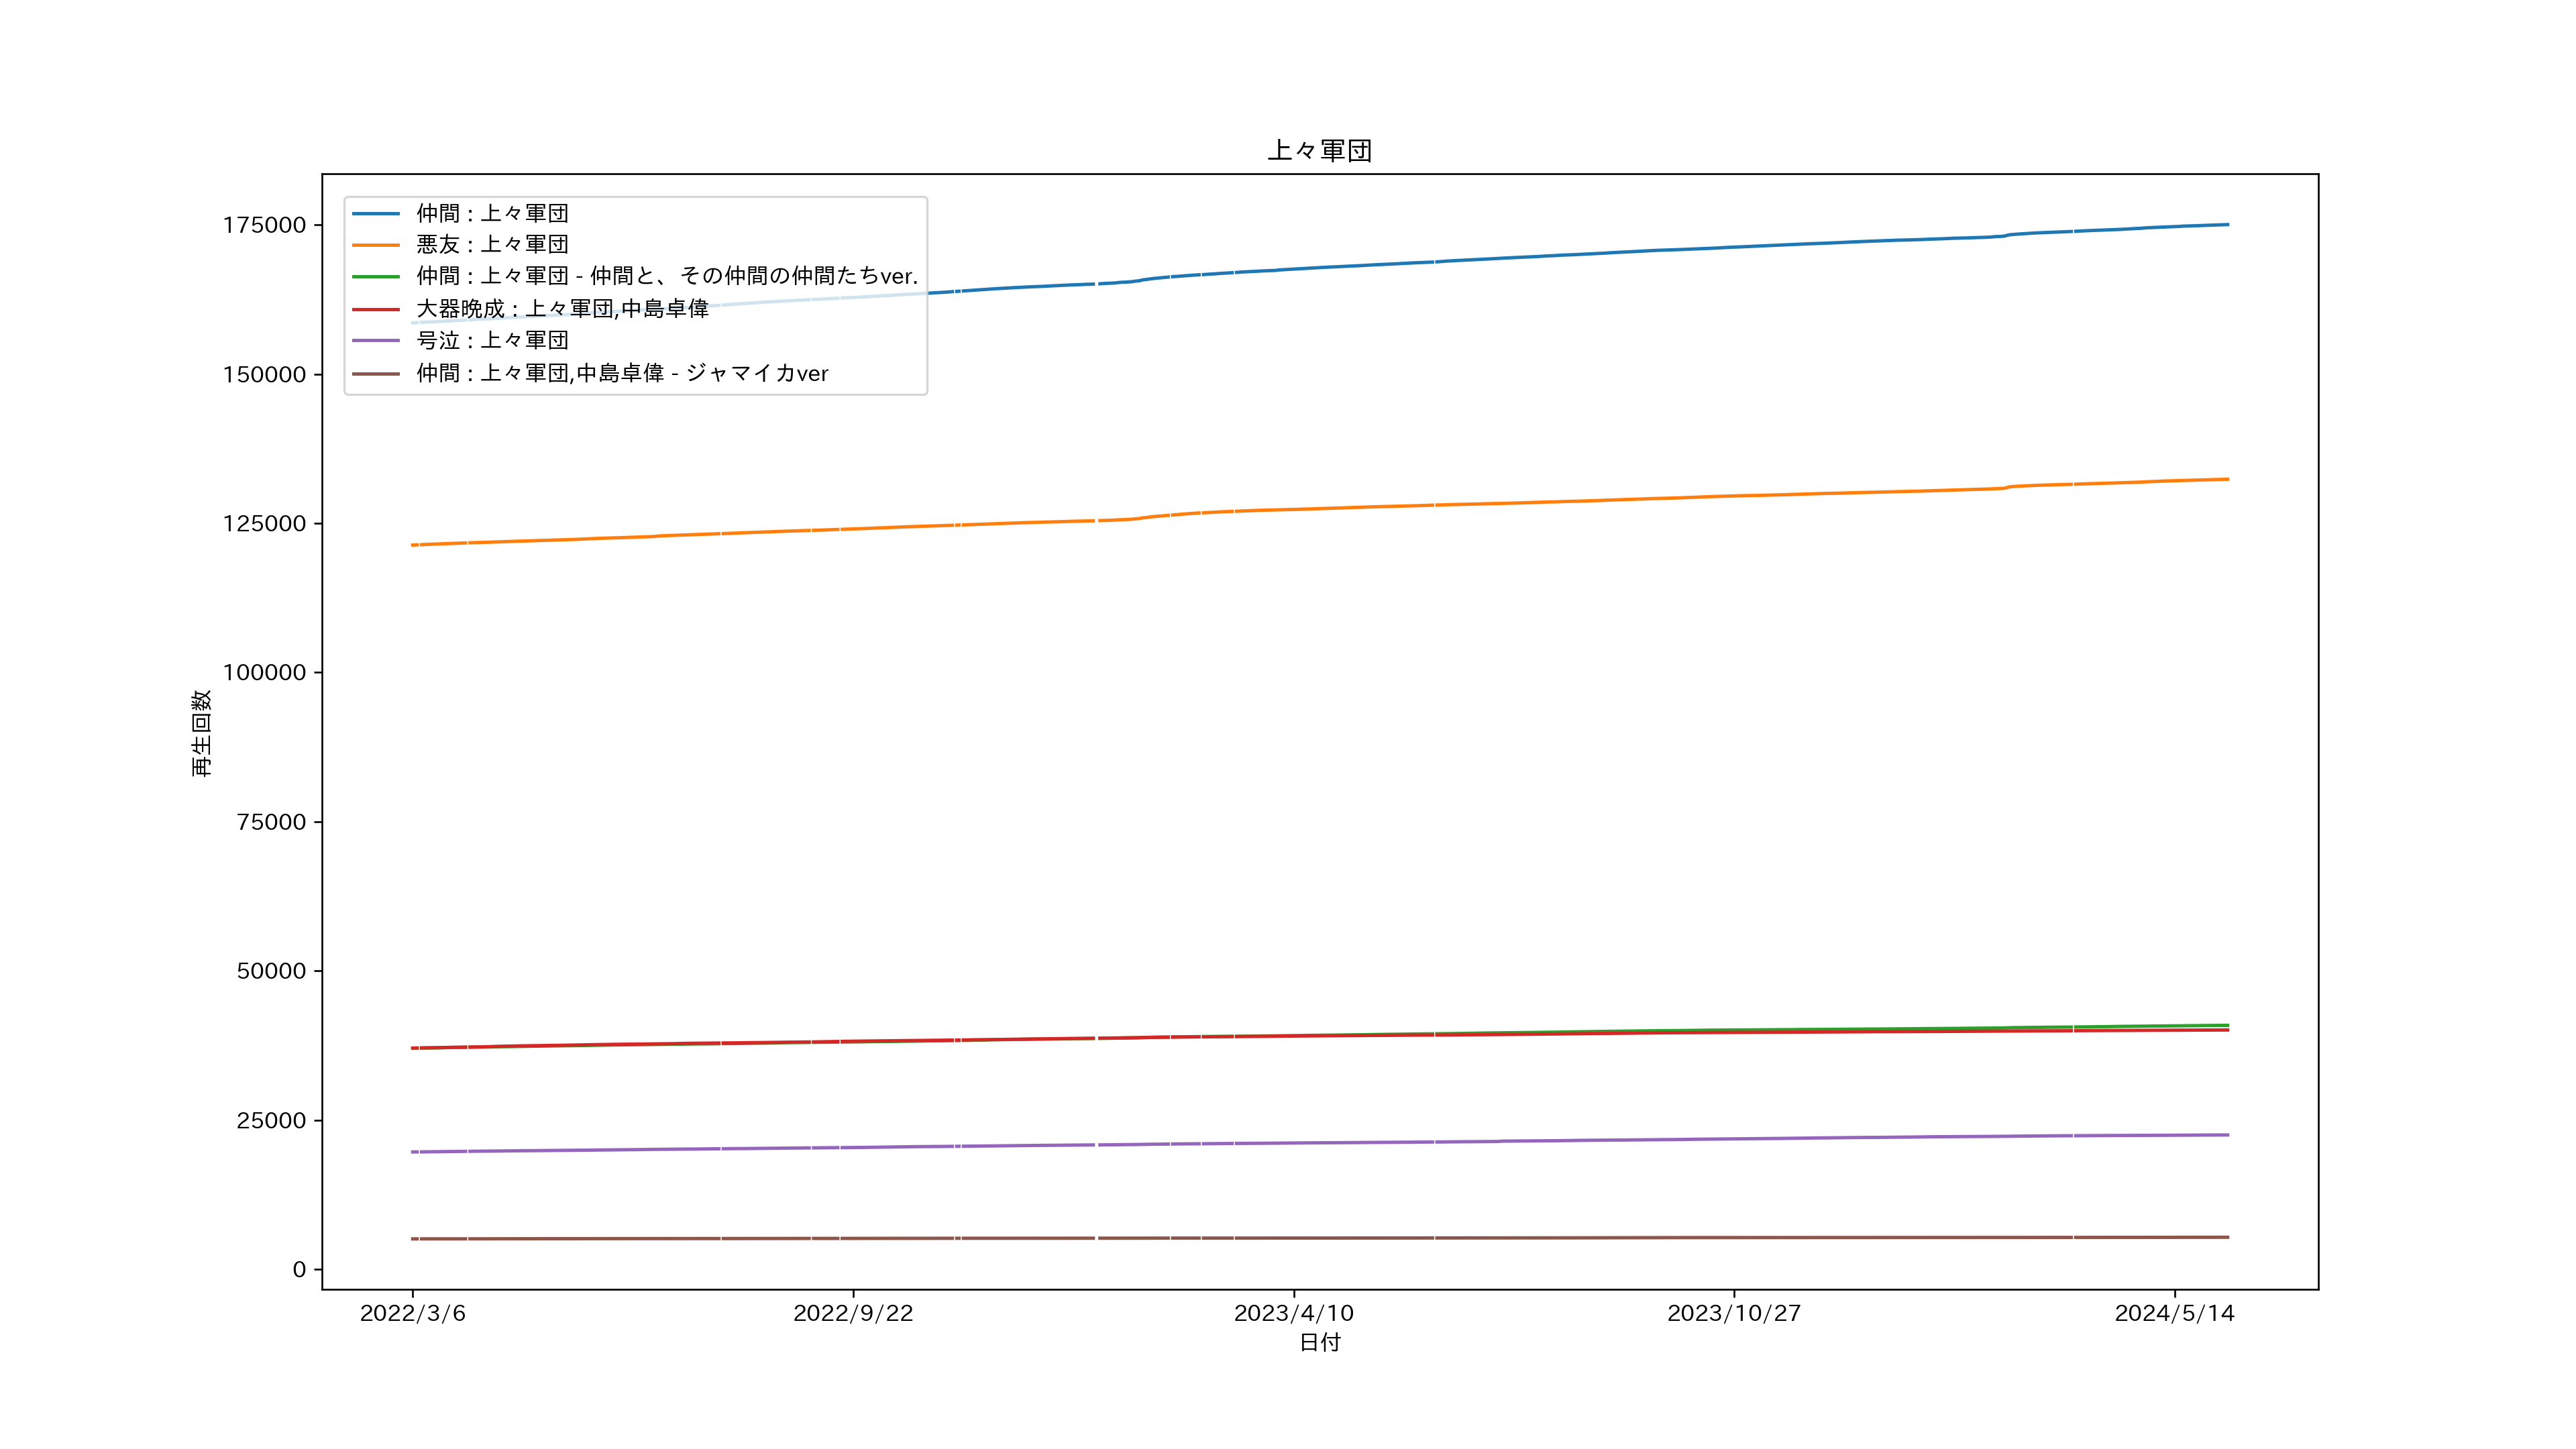 上々軍団
仲間 : 上々軍団
悪友 : 上々軍団
仲間 : 上々軍団 - 仲間と、その仲間の仲間たちver.
大器晩成 : 上々軍団,中島卓偉
号泣 : 上々軍団
仲間 : 上々軍団,中島卓偉 - ジャマイカver
175000
150000
125000
100000
75000
50000
25000
0
再生回数
2022/3/6 2022/9/22 2023/4/10 2023/10/27 2024/5/14
日付